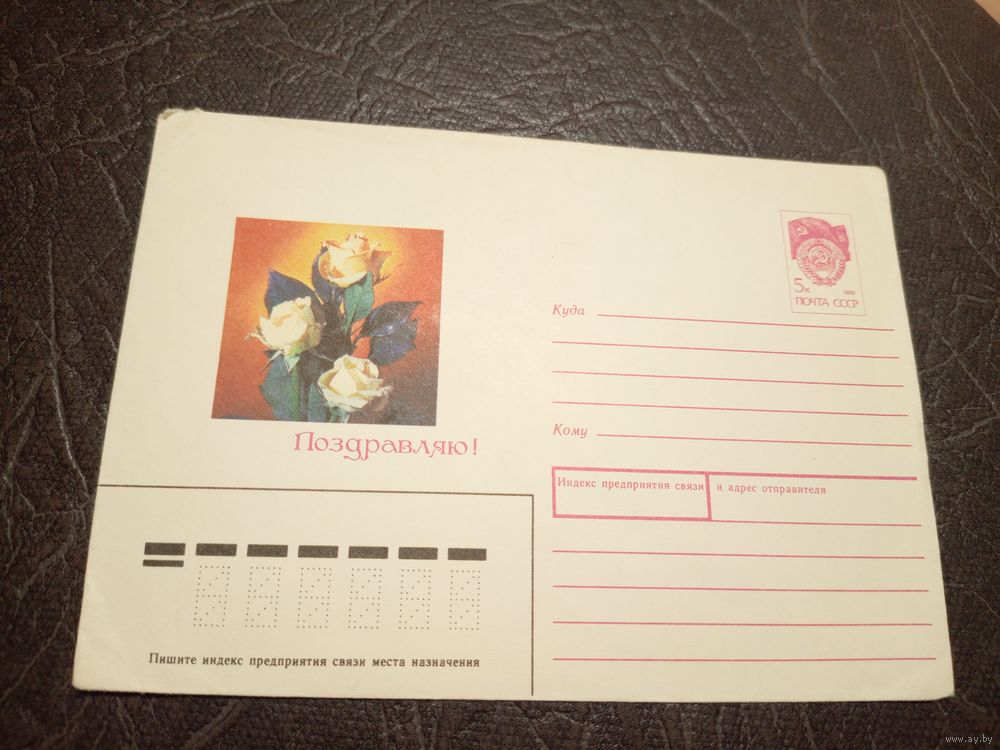 5к
ПОЧТА СССР
Куда
Поздравляю!
Кому
Индекс предприятия связи и адрес отправителя
Пишите индекс предприятия связи места назначения
www.ay.by